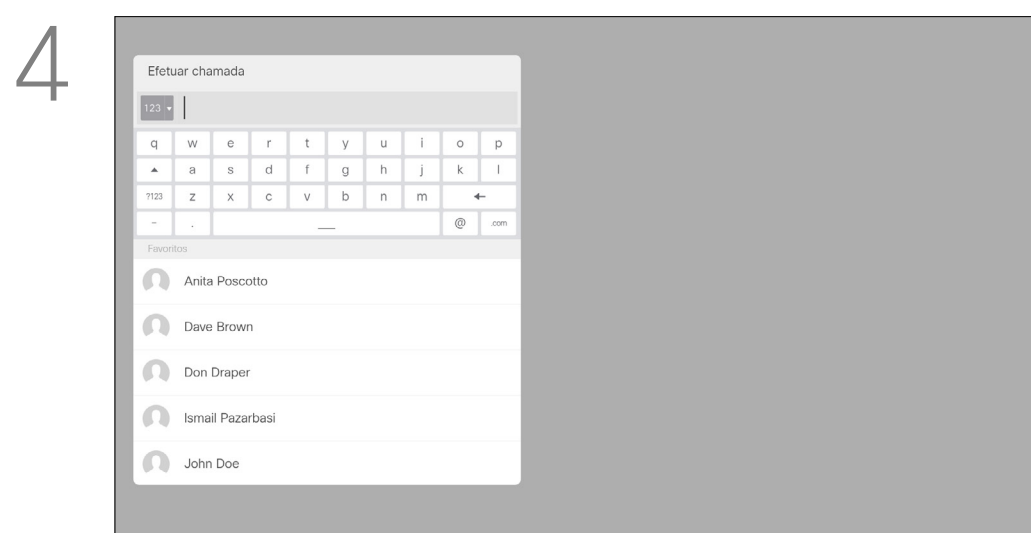 4
Efetuar chamada
123
q w e r t y u i o p
a s d f g h j k l
?123 z x c v b n m
- . @ .com
Favoritos
Anita Poscotto
Dave Brown
Don Draper
Ismail Pazarbasi
John Doe